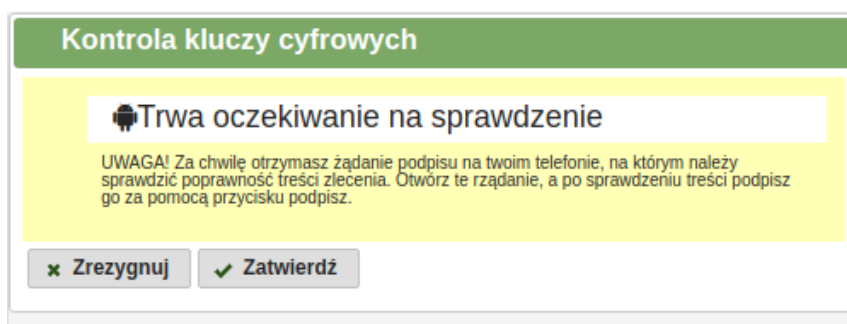 Kontrola kluczy cyfrowych
Trwa oczekiwanie na sprawdzenie
UWAGA! Za chwilę otrzymasz żądanie podpisu na twoim telefonie, na którym należy
sprawdzić poprawność treści zlecenia. Otwórz te rządanie, a po sprawdzeniu treści podpisz
go za pomocą przycisku podpisz.
Zrezygnuj
Zatwierdź